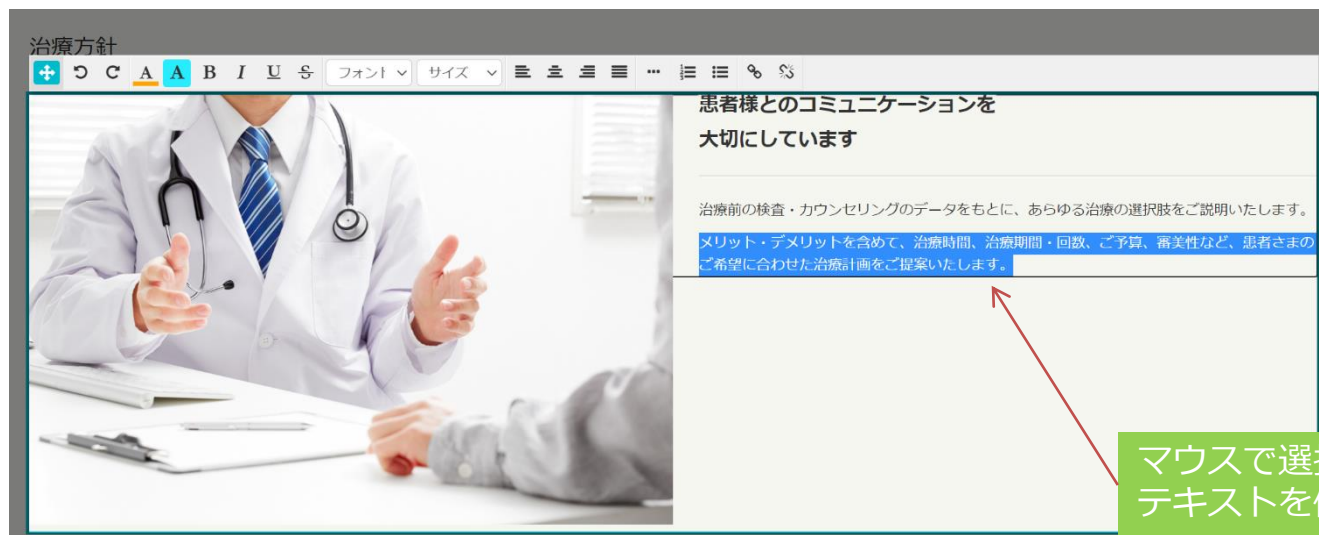 治療方針
A A B I U S フォント サイズ
患者様とのコミュニケーションを
大切にしています
治療前の検査・カウンセリングのデータをもとに、あらゆる治療の選択肢をご説明いたします。
メリット・デメリットを含めて、治療時間、治療期間・回数、ご予算、審美性など、患者さまの
ご希望に合わせた治療計画をご提案いたします。
マウスで選
テキストを